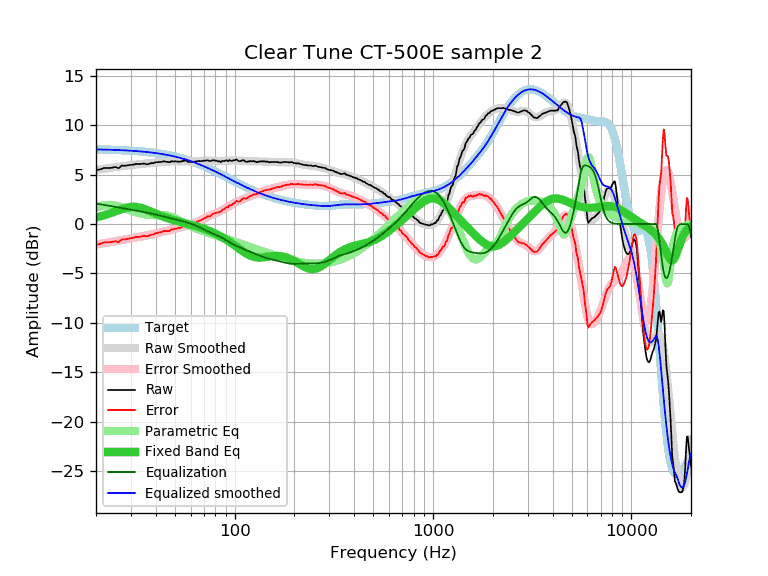 Clear Tune CT-500E sample 2
15
10
5
0
−5
−10
−15
−20
−25
Amplitude (dBr)
Target
Raw Smoothed
Error Smoothed
Raw
Error
Parametric Eq
Fixed Band Eq
Equalization
Equalized smoothed
100
1000
10000
Frequency (Hz)